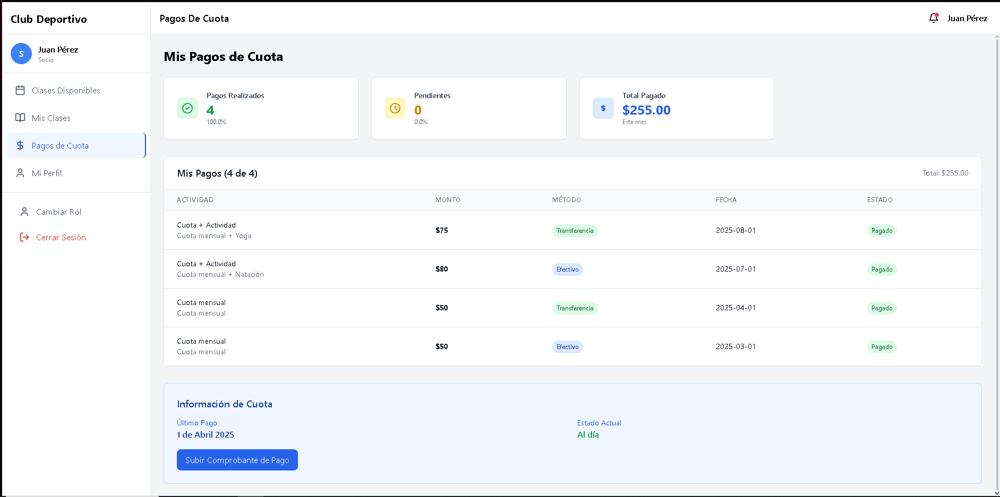 Club Deportivo
Pagos De Cuota
Juan Pérez
S
Juan Pérez
Socio
Clases Disponibles
Mis Clases
Pagos de Cuota
Mi Perfil
Cambiar Rol
Cerrar Sesión
Mis Pagos de Cuota
Pagos Realizados
4
100.0%
Pendientes
0
0.0%
$
Total Pagado
$255.00
Este mes
Mis Pagos (4 de 4)
Total: $255.00
ACTIVIDAD MONTO MÉTODO FECHA ESTADO
Cuota + Actividad
Cuota mensual + Yoga
$75 Transferencia 2025-08-01 Pagado
Cuota + Actividad
Cuota mensual + Natación
$80 Efectivo 2025-07-01 Pagado
Cuota mensual
Cuota mensual
$50 Transferencia 2025-04-01 Pagado
Cuota mensual
Cuota mensual
$50 Efectivo 2025-03-01 Pagado
Información de Cuota
Último Pago
1 de Abril 2025
Estado Actual
Al día
Subir Comprobante de Pago